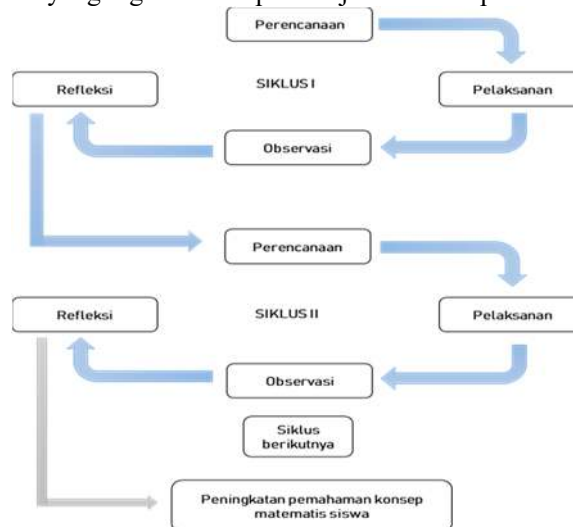 Perencanaan
Refleksi
SIKLUS I
Pelaksanan
Observasi
Perencanaan
Refleksi
SIKLUS II
Pelaksanan
Observasi
Siklus
berikutnya
Peningkatan pemahaman konsep
matematis siswa